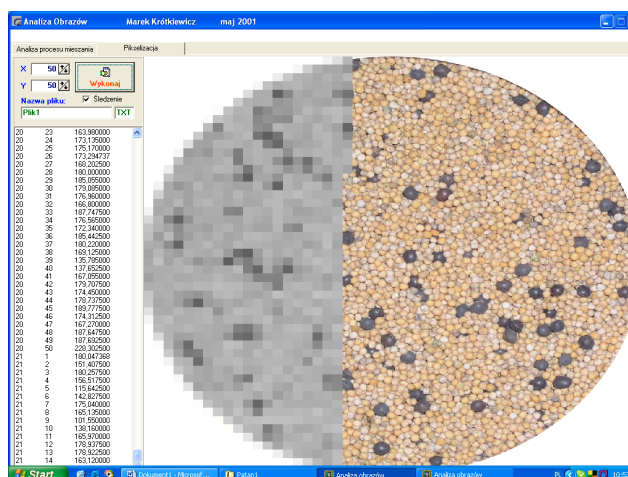 Analiza Obrazów Marek Krótkiewicz maj 2001
Analiza procesu mieszania Pikselizacja
X 50 %
Y 50 %
Wykonaj
Nazwa pliku: Śledzenie
Plik1 TXT
20 23 163,980000
20 24 173,135000
20 25 175,170000
20 26 173,294737
20 27 168,202500
20 28 180,000000
20 29 185,055000
20 30 179,085000
20 31 176,960000
20 32 166,800000
20 33 187,747500
20 34 176,565000
20 35 172,340000
20 36 185,442500
20 37 180,220000
20 38 169,125000
20 39 135,785000
20 40 137,652500
20 41 167,055000
20 42 179,707500
20 43 174,450000
20 44 178,737500
20 45 189,777500
20 46 174,312500
20 47 167,270000
20 48 187,647500
20 49 187,692500
20 50 228,302500
21 1 180,047368
21 2 151,407500
21 3 180,257500
21 4 156,517500
21 5 115,642500
21 6 142,827500
21 7 175,040000
21 8 165,135000
21 9 101,550000
21 10 138,160000
21 11 165,970000
21 12 178,937500
21 13 178,922500
21 14 163,120000
Start Dokument1 - Microsof... Patan1 Analiza obrazów Analiza obrazów PL 10:53